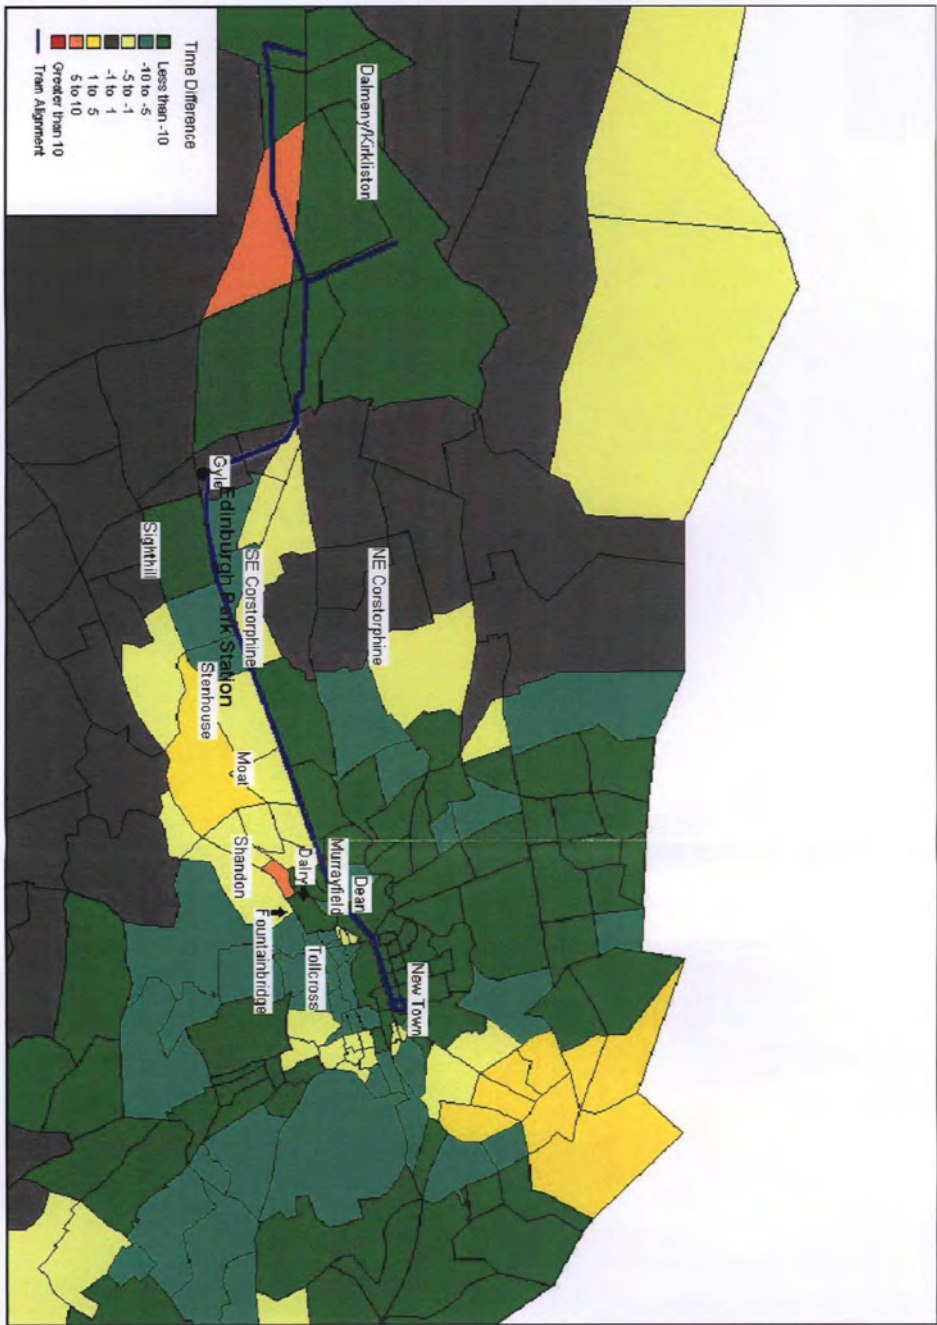 Time Difference
Less than -10
-10 to -5
-5 to -1
-1 to 1
1 to 5
5 to 10
Greater than 10
Tram Alignment
Dalmeny/Kirkliston
NE Corstorphine
SE Corstorphine
Gyle
Edinburgh Park Station
Sighthill
Stenhouse
Moat
Shandon
Dalry
Murrayfield
Dean
Fountainbridge
Tollcross
New Town